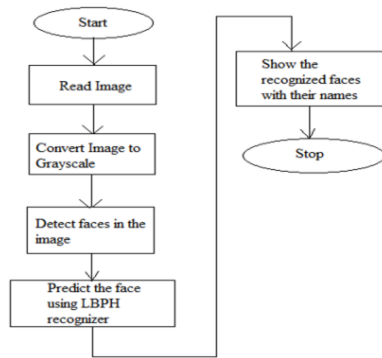 Start
Read Image
Convert Image to
Grayscale
Detect faces in the
image
Predict the face
using LBPH
recognizer
Show the
recognized faces
with their names
Stop